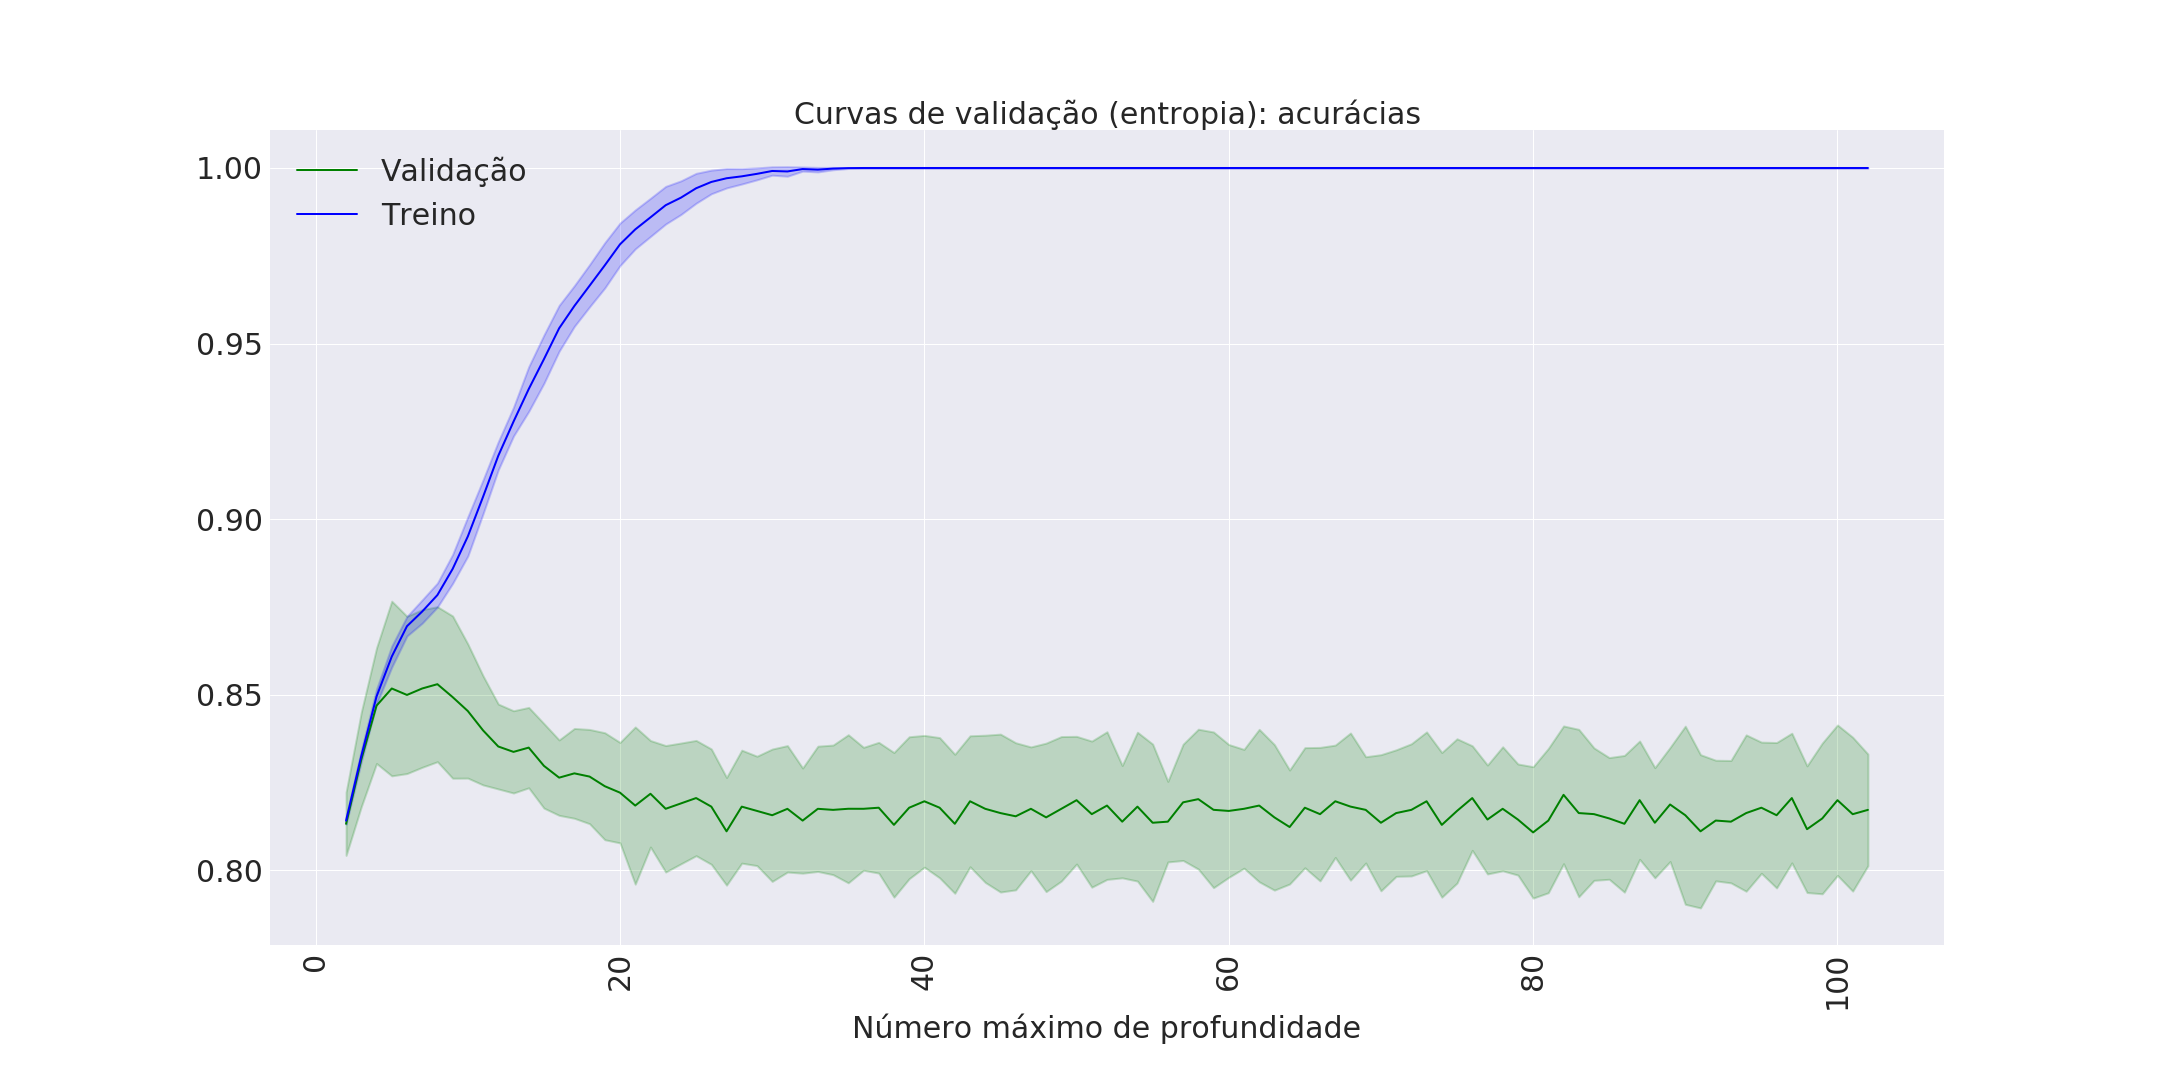 Curvas de validação (entropia): acurácias
Validação
Treino
1.00
0.95
0.90
0.85
0.80
0
20
40
60
80
100
Número máximo de profundidade